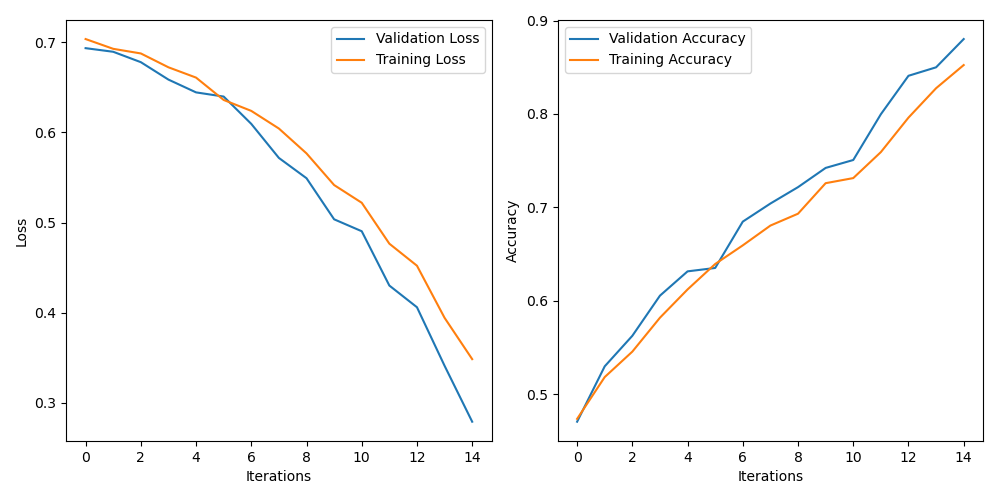 Validation Loss
Training Loss
0.7
0.6
0.5
0.4
0.3
Loss
0 2 4 6 8 10 12 14
Iterations
Validation Accuracy
Training Accuracy
0.9
0.8
0.7
0.6
0.5
Accuracy
0 2 4 6 8 10 12 14
Iterations